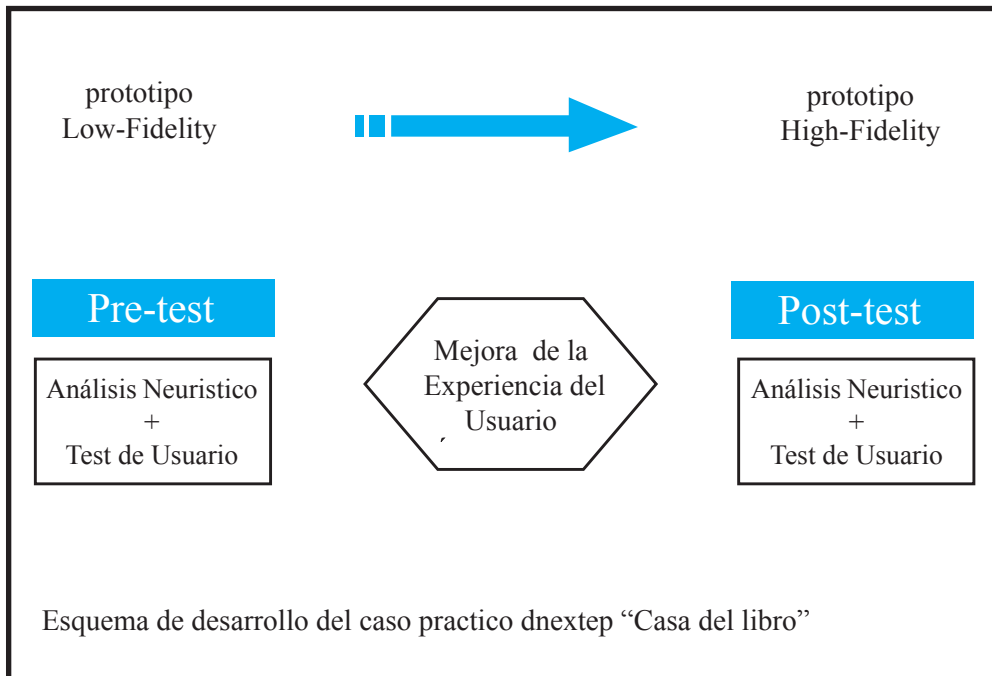 prototipo
Low-Fidelity
prototipo
High-Fidelity
Pre-test
Análisis Neuristico
+
Test de Usuario
Mejora de la
Experiencia del
Usuario
Post-test
Análisis Neuristico
+
Test de Usuario
Esquema de desarrollo del caso practico dnextep “Casa del libro”